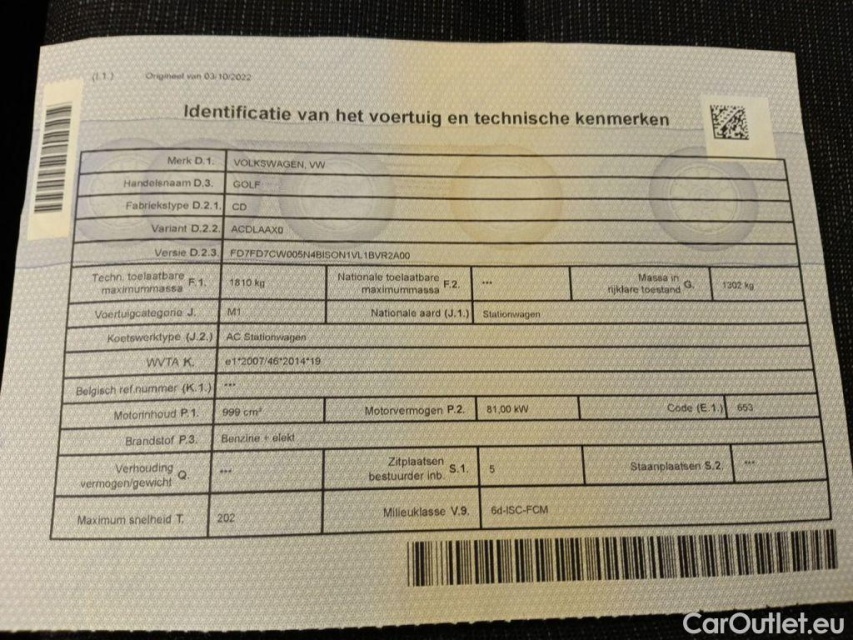 (I.1.) Origineel van 03/10/2022
Identificatie van het voertuig en technische kenmerken
Merk D.1. VOLKSWAGEN, VW
Handelsnaam D.3. GOLF
Fabriekstype D.2.1. CD
Variant D.2.2. ACDLAAX0
Versie D.2.3. FD7FD7CW005N4BISON1VL1BVR2A00
Techn. toelaatbare maximummassa F.1. 1810 kg Nationale toelaatbare maximummassa F.2. *** Massa in rijklare toestand G. 1302 kg
Voertuigcategorie J. M1 Nationale aard (J.1.) Stationwagen
Koetswerktype (J.2.) AC Stationwagen
WVTA K. e1*2007/46*2014*19
Belgisch ref.nummer (K.1.) ***
Motorinhoud P.1. 999 cm³ Motorvermogen P.2. 81,00 kW Code (E.1.) 653
Brandstof P.3. Benzine + elekt
Verhouding vermogen/gewicht Q. *** Zitplaatsen bestuurder inb. S.1. 5 Staanplaatsen S.2. ***
Maximum snelheid T. 202 Milieuklasse V.9. 6d-ISC-FCM
CarOutlet.eu